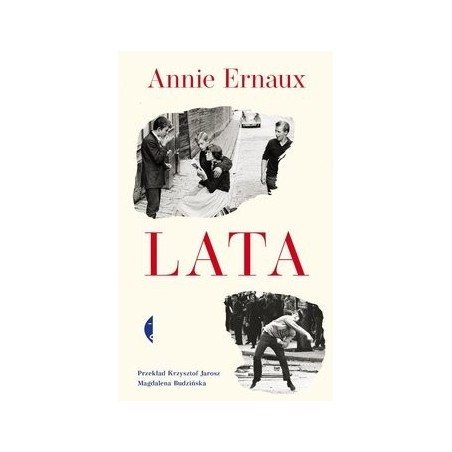 Annie Ernaux
LATA
Przekład Krzysztof Jarosz
Magdalena Budzińska